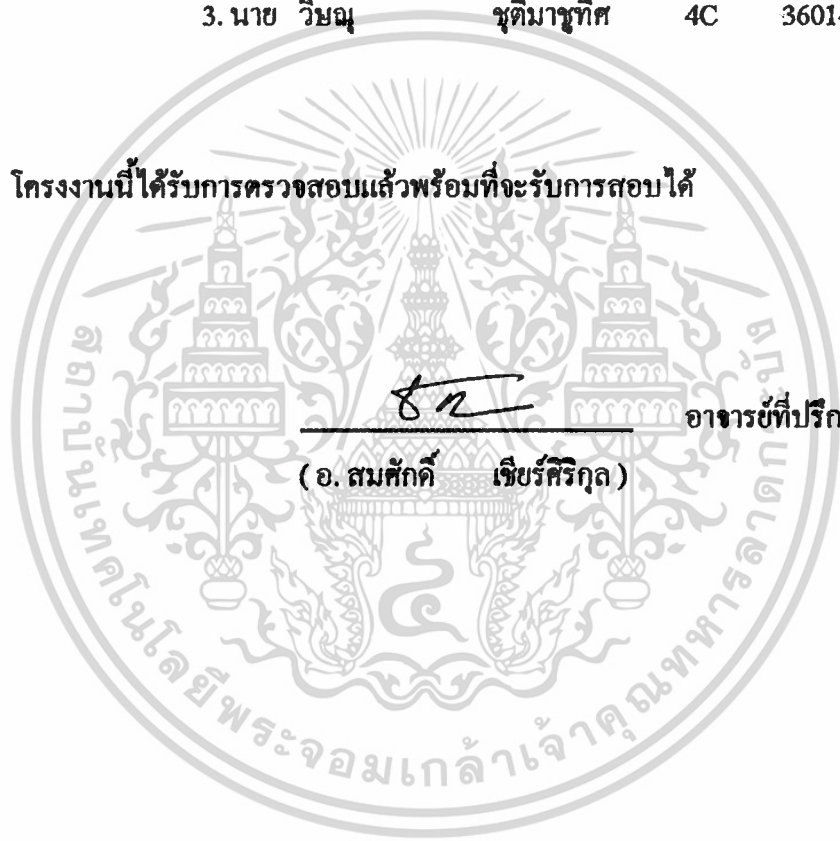 3. นาย วิษณุ ชุติมาชูทิศ 4C 3601
โครงงานนี้ได้รับการตรวจสอบแล้วพร้อมที่จะรับการสอบได้
อาจารย์ที่ปรึก
( อ. สมศักดิ์ เชียร์ศิริกุล )
สถาบันเทคโนโลยีพระจอมเกล้าเจ้าคุณทหารลาดกระบัง